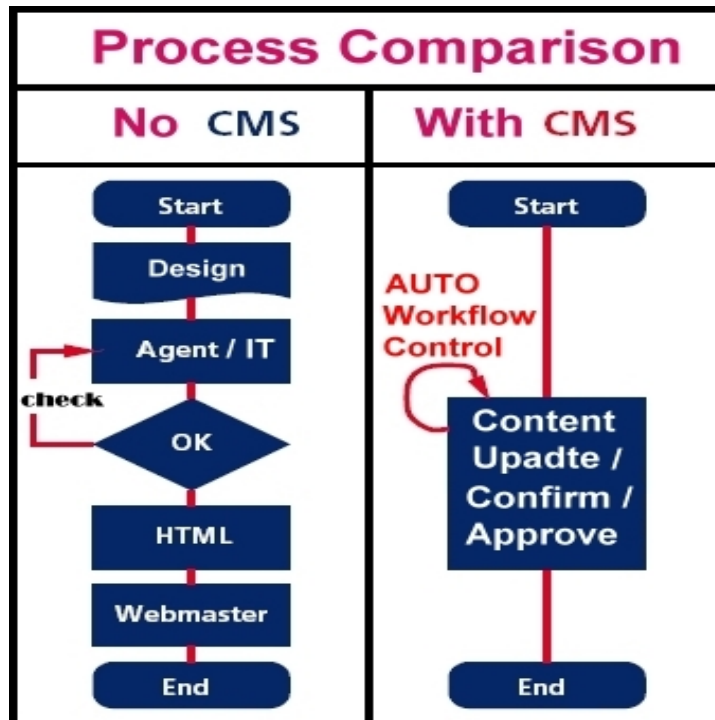 Process Comparison
No CMS
With CMS
Start
Design
Agent / IT
check
OK
HTML
Webmaster
End
Start
AUTO
Workflow
Control
Content
Upadte /
Confirm /
Approve
End